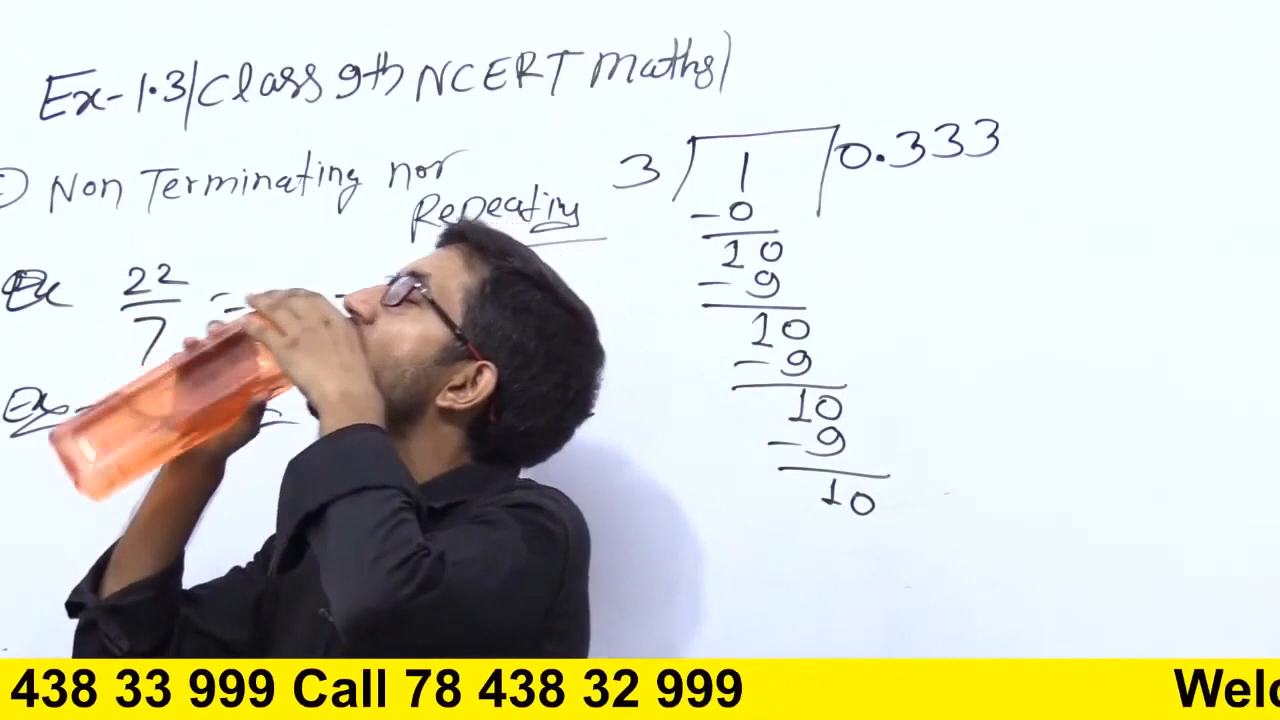 Ex-1.3/Class 9th NCERT Maths/
Non Terminating nor
Repeating
Ex 22/7 =
Ex-
3 1 0.333
-0
10
-9
10
-9
10
-9
10
438 33 999 Call 78 438 32 999